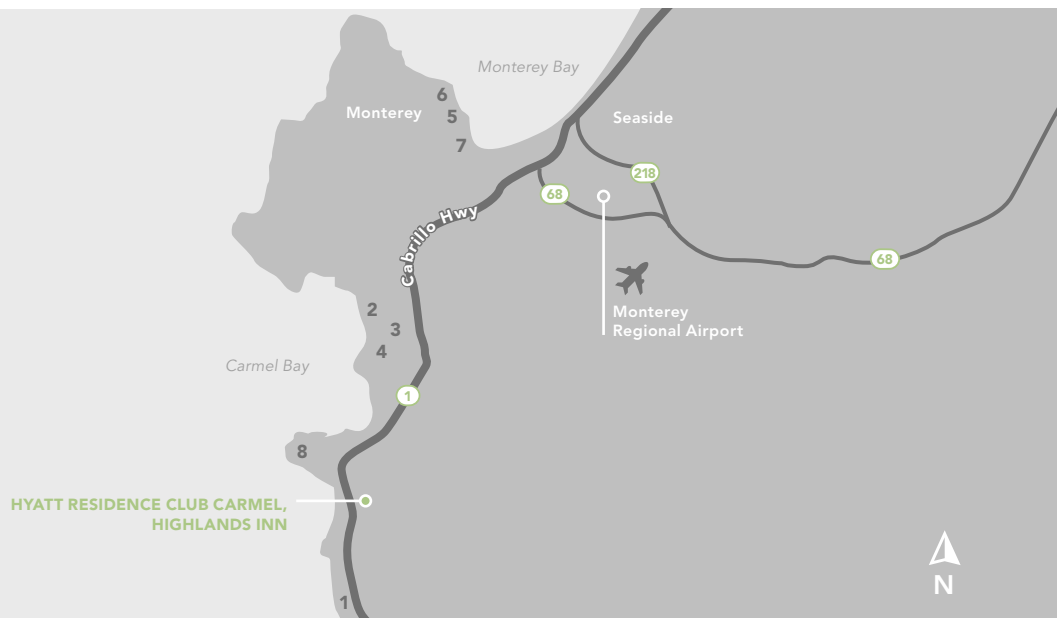 Monterey Bay
6
Monterey
5
Seaside
7
218
68
Cabrillo Hwy
68
2
Monterey
Regional Airport
3
4
Carmel Bay
1
8
HYATT RESIDENCE CLUB CARMEL,
HIGHLANDS INN
N
1